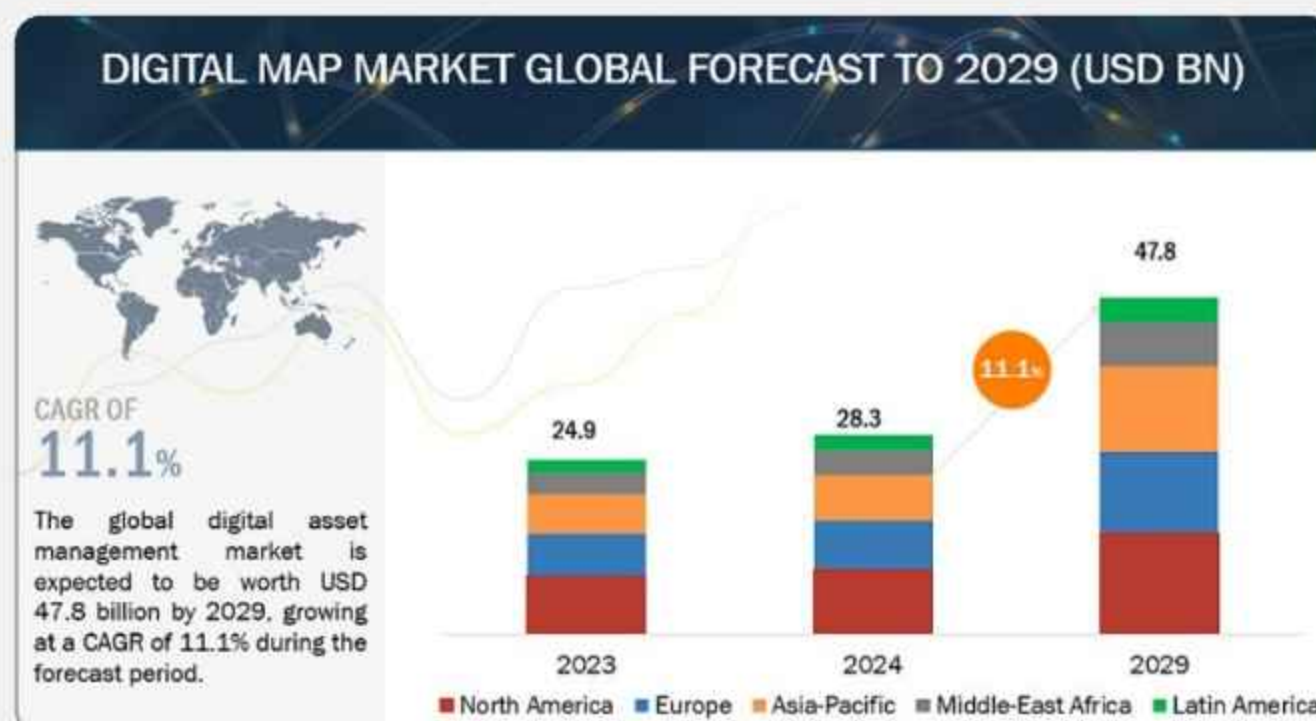 DIGITAL MAP MARKET GLOBAL FORECAST TO 2029 (USD BN)
CAGR OF
11.1%
The global digital asset
management market is
expected to be worth USD
47.8 billion by 2029, growing
at a CAGR of 11.1% during the
forecast period.
24.9
28.3
11.1%
47.8
2023
2024
2029
North America Europe Asia-Pacific Middle-East Africa Latin Americ